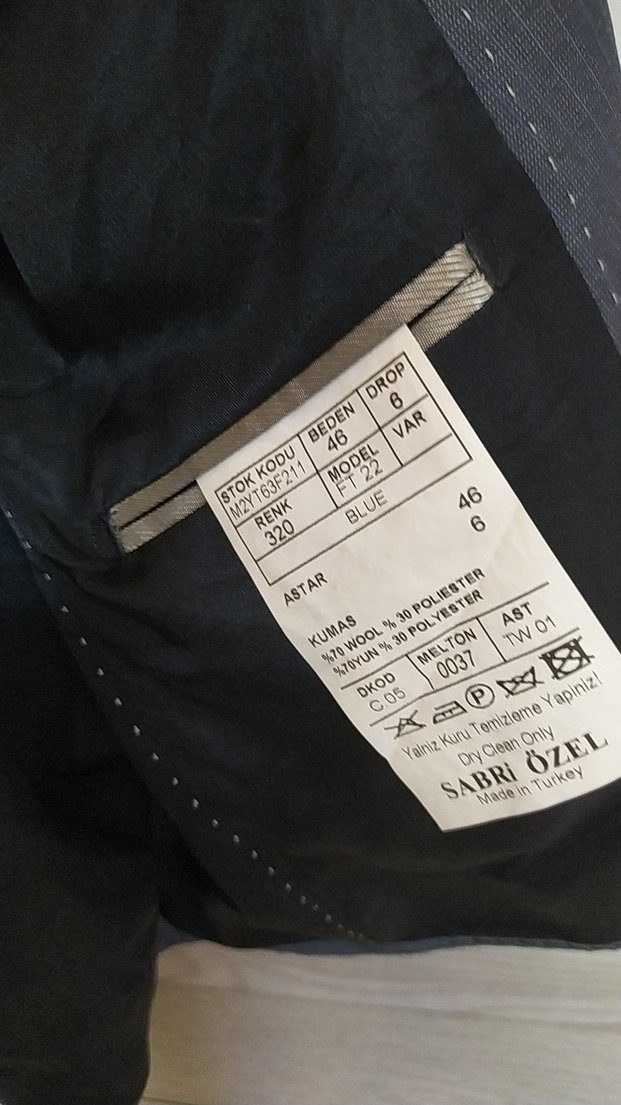 STOK KODU BEDEN DROP
M2YT63F211 46 6
RENK MODEL VAR
320 FT 22
BLUE
46
ASTAR 6
KUMAS
%70 WOOL % 30 POLIESTER
%70YUN % 30 POLYESTER
DKOD MELTON AST
C.05 0037 TW 01
P
Yalniz Kuru Temizleme Yapiniz!
Dry Clean Only
SABRi ÖZEL
Made in Turkey